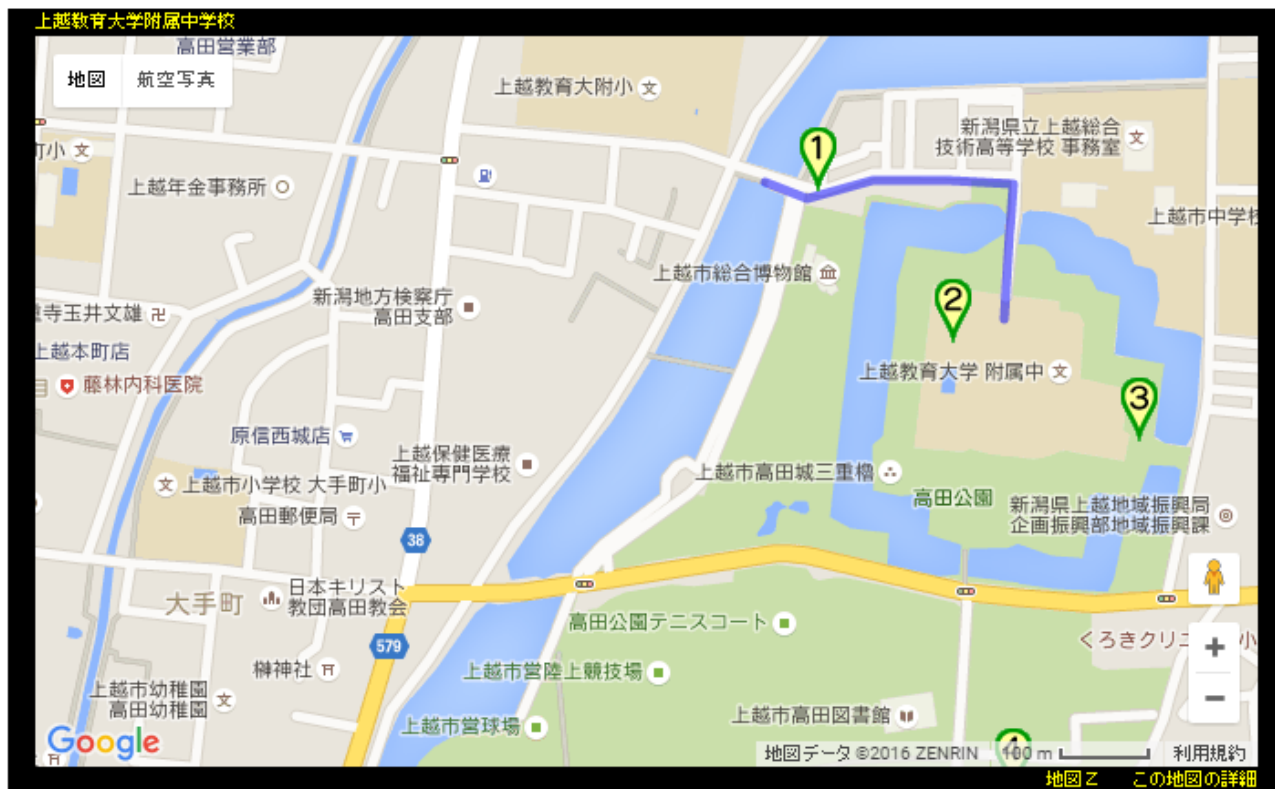 上越教育大学附属中学校
高田営業部
地図 航空写真
上越教育大附小
新潟県立上越総合
技術高等学校 事務室
1
町小
上越年金事務所
上越市中学校
上越市総合博物館
新潟地方検察庁
高田支部
2
寺玉井文雄
上越本町店
上越教育大学 附属中
藤林内科医院
3
原信西城店
上越保健医療
福祉専門学校
上越市高田城三重櫓
上越市小学校 大手町小
高田公園
新潟県上越地域振興局
企画振興部地域振興課
高田郵便局
38
日本キリスト
教団高田教会
大手町
高田公園テニスコート
579
くろきクリニ
小
榊神社
上越市営陸上競技場
上越市幼稚園
高田幼稚園
上越市高田図書館
上越市営球場
Google
4
地図データ ©2016 ZENRIN 100 m 利用規約
地図Z この地図の詳細